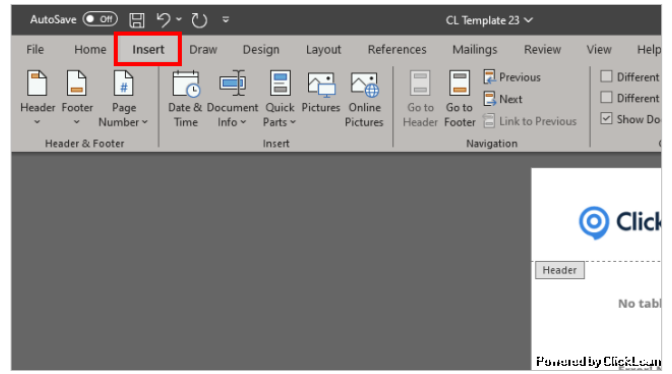 AutoSave Off CL Template 23
File Home Insert Draw Design Layout References Mailings Review View Help
Header Footer Page Number
Date & Time Document Info Quick Parts Pictures Online Pictures
Go to Header Go to Footer Previous
Next
Link to Previous
Different
Different
Show Do
Header & Footer Insert Navigation
Click
Header
No tabl
Powered by ClickLearn